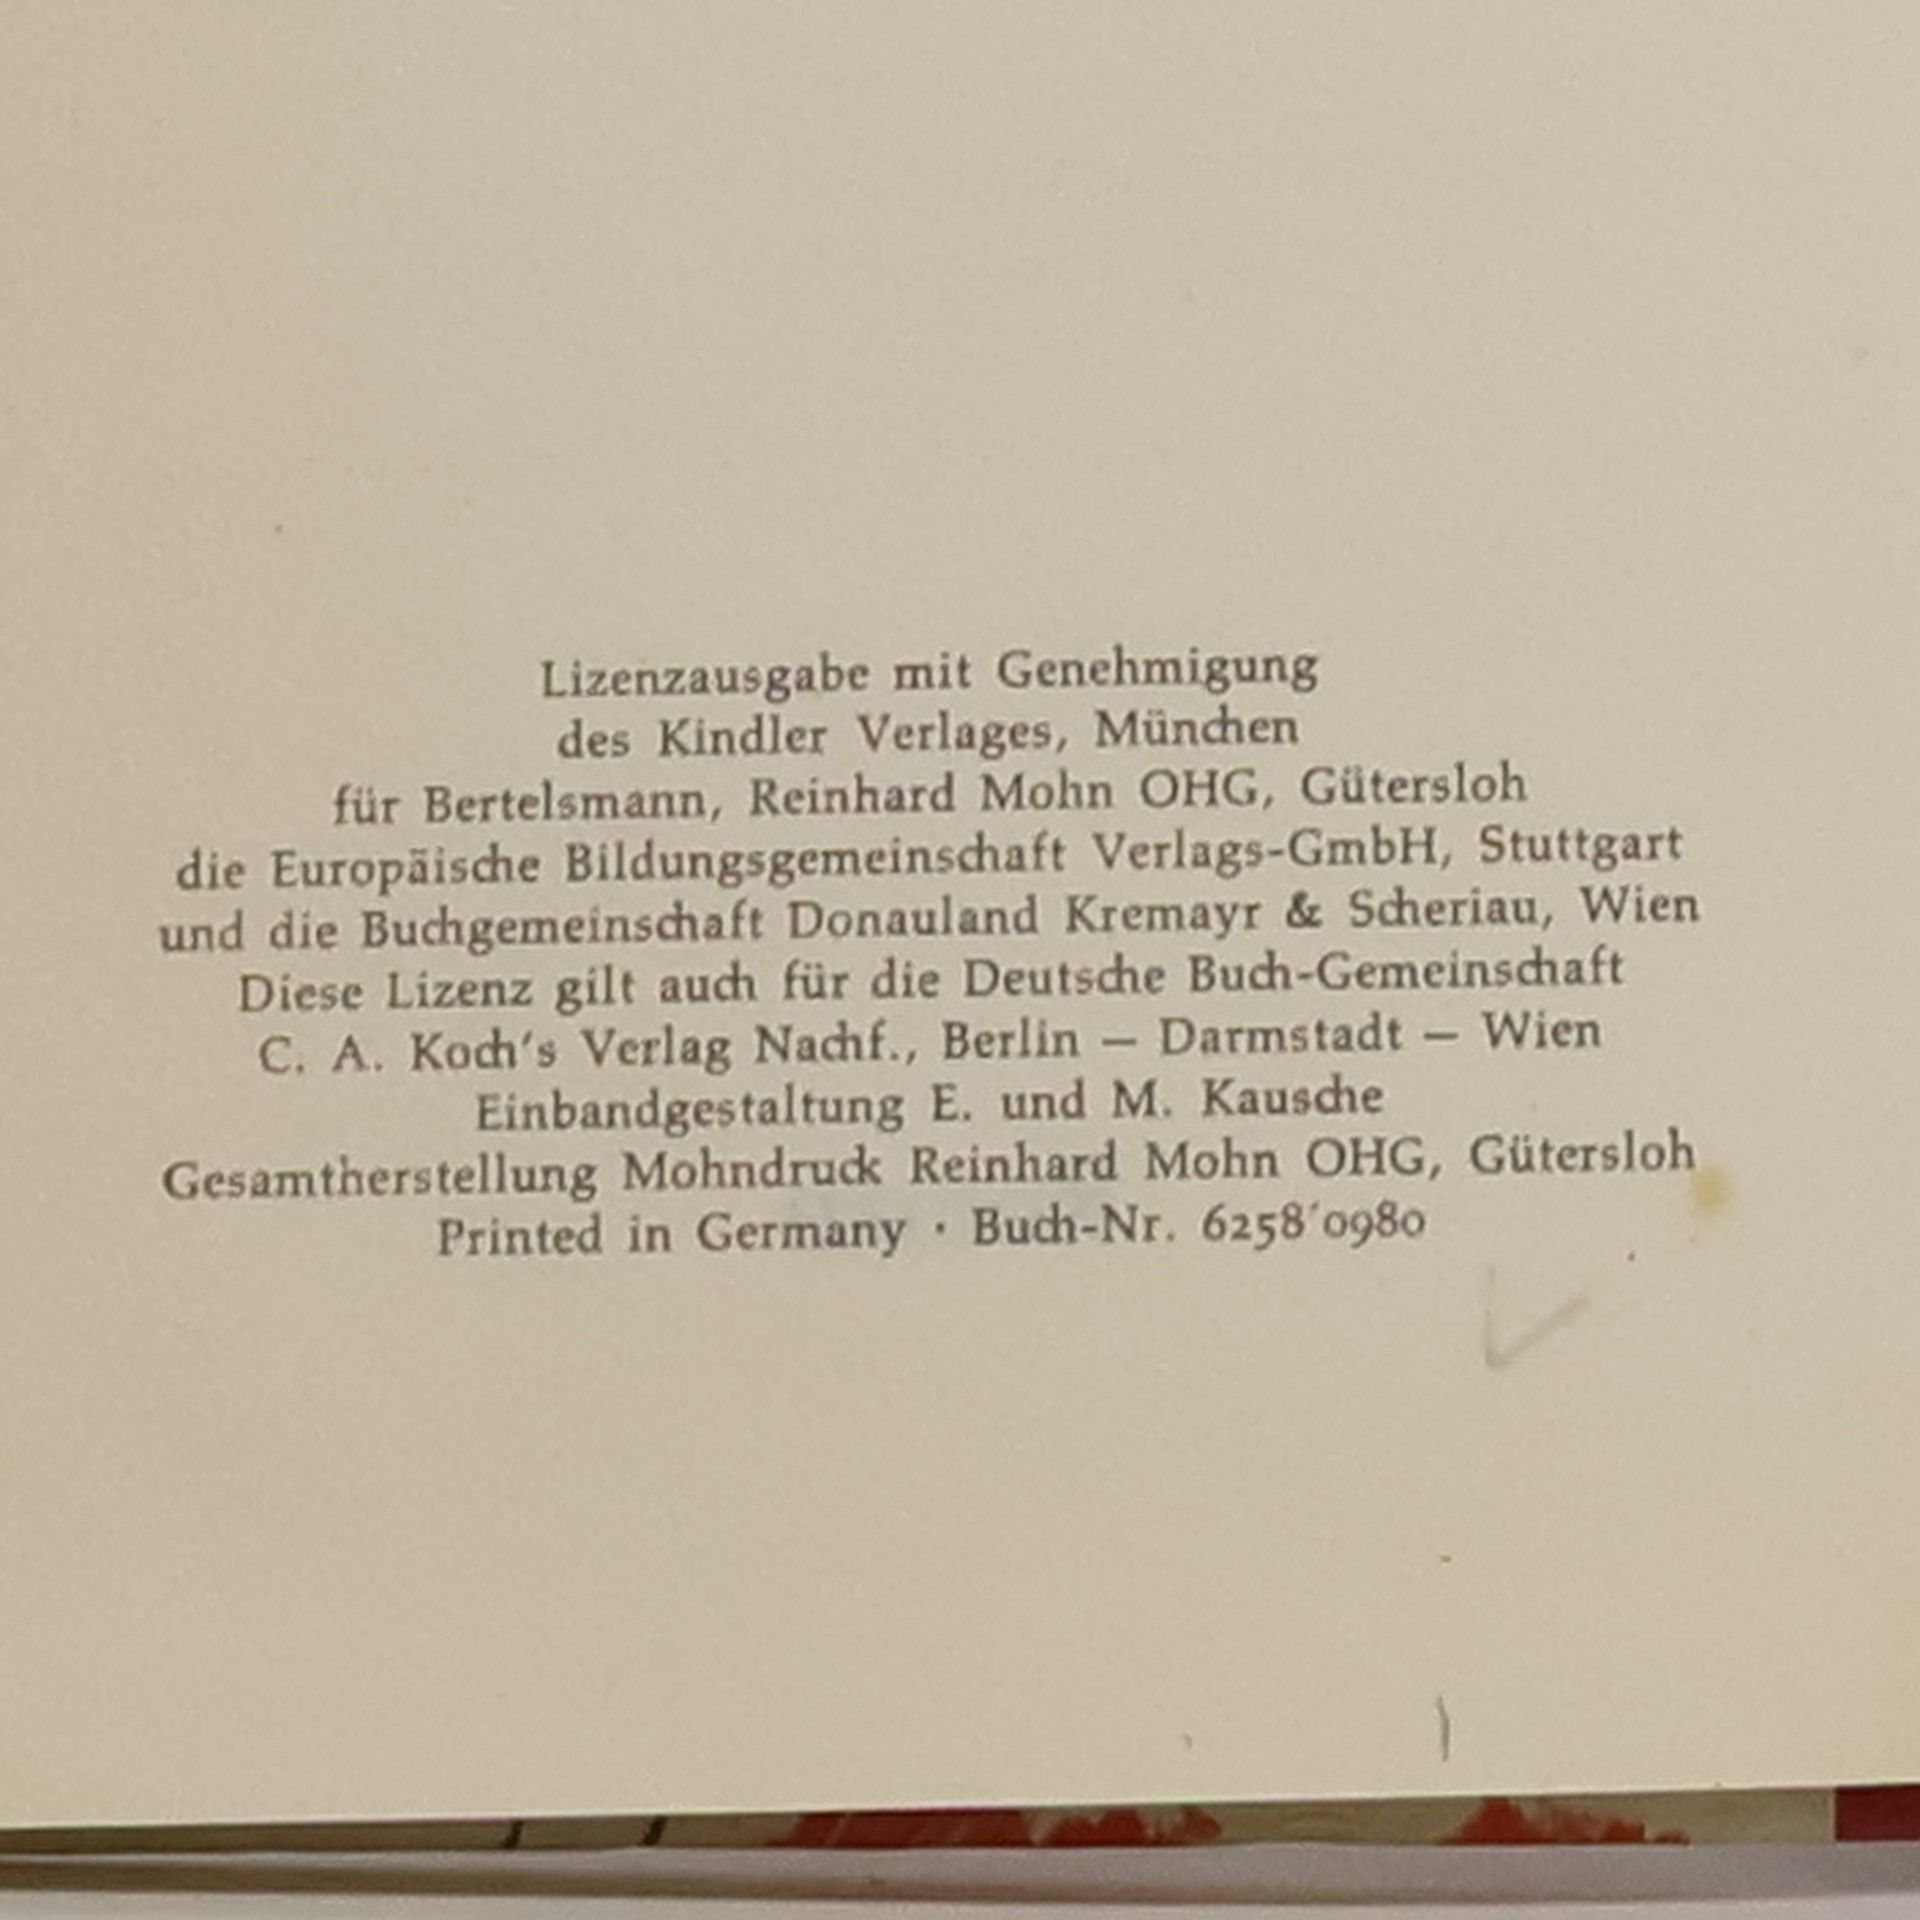 Lizenzausgabe mit Genehmigung
des Kindler Verlages, München
für Bertelsmann, Reinhard Mohn OHG, Gütersloh
die Europäische Bildungsgemeinschaft Verlags-GmbH, Stuttgart
und die Buchgemeinschaft Donauland Kremayr & Scheriau, Wien
Diese Lizenz gilt auch für die Deutsche Buch-Gemeinschaft
C. A. Koch's Verlag Nachf., Berlin – Darmstadt – Wien
Einbandgestaltung E. und M. Kausche
Gesamtherstellung Mohndruck Reinhard Mohn OHG, Gütersloh
Printed in Germany · Buch-Nr. 6258'0980